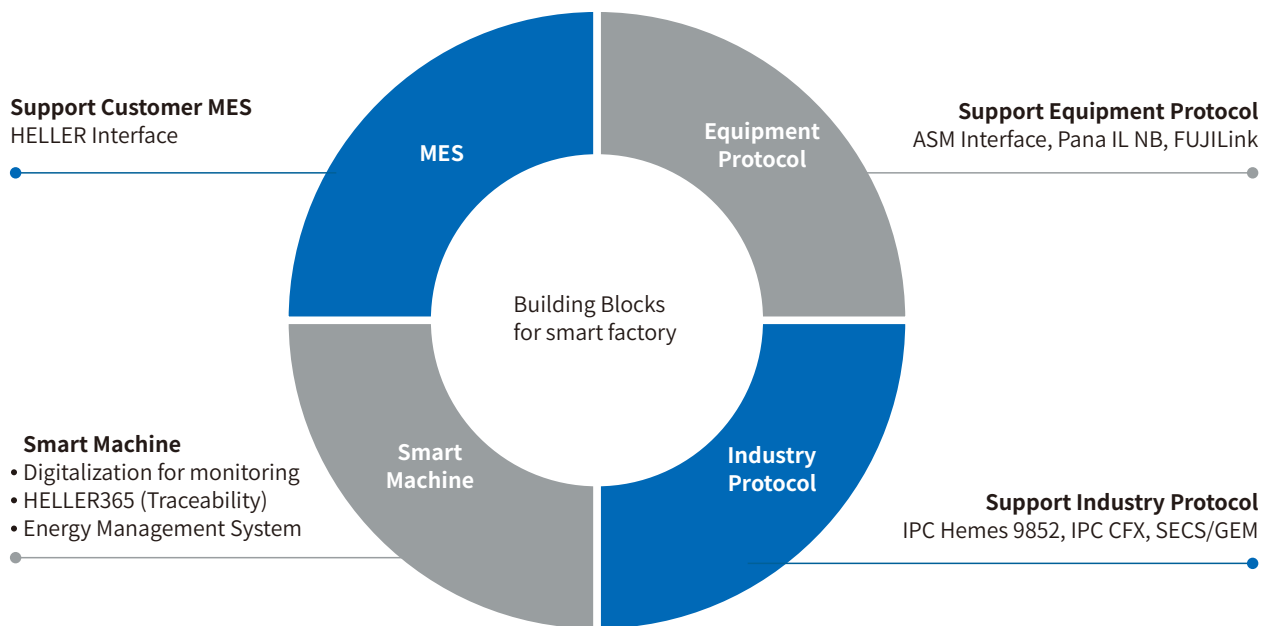 Support Customer MES
HELLER Interface
MES
Equipment
Protocol
Support Equipment Protocol
ASM Interface, Pana IL NB, FUJILink
Building Blocks
for smart factory
Smart Machine
• Digitalization for monitoring
• HELLER365 (Traceability)
• Energy Management System
Smart
Machine
Industry
Protocol
Support Industry Protocol
IPC Hemes 9852, IPC CFX, SECS/GEM